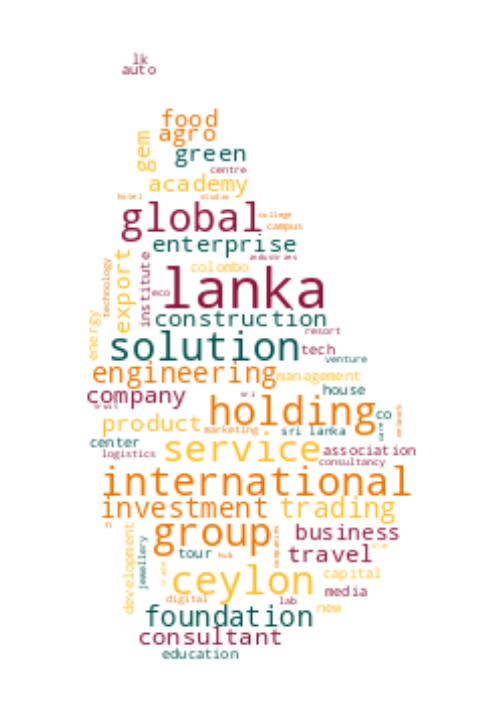 lk
auto
food
agro
gem
green
centre
academy
hotel
studio
global
college
campus
enterprise
industries
export
institute
technology
colombo
eco
lanka
construction
energy
resort
solution
tech
venture
engineering
management
company
house
sri
trust
holding
co
care
network
product
marketing
sri lanka
center
service
association
logistics
consultancy
international
investment
trading
n
group
business
development
jewellery
tour
hub
companies
travel
ceylon
capital
digital
lab
media
new
foundation
consultant
education